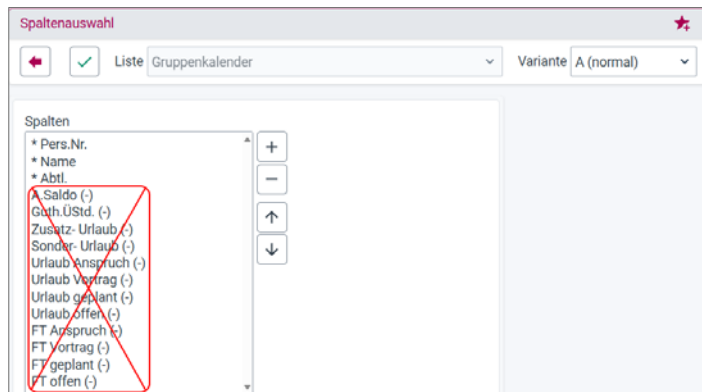 Spaltenauswahl
Liste Gruppenkalender Variante A (normal)
Spalten
* Pers.Nr.
* Name
* Abtl.
A.Saldo (-)
Guth.ÜStd. (-)
Zusatz- Urlaub (-)
Sonder- Urlaub (-)
Urlaub Anspruch (-)
Urlaub Vortrag (-)
Urlaub geplant (-)
Urlaub offen (-)
FT Anspruch (-)
FT Vortrag (-)
FT geplant (-)
FT offen (-)